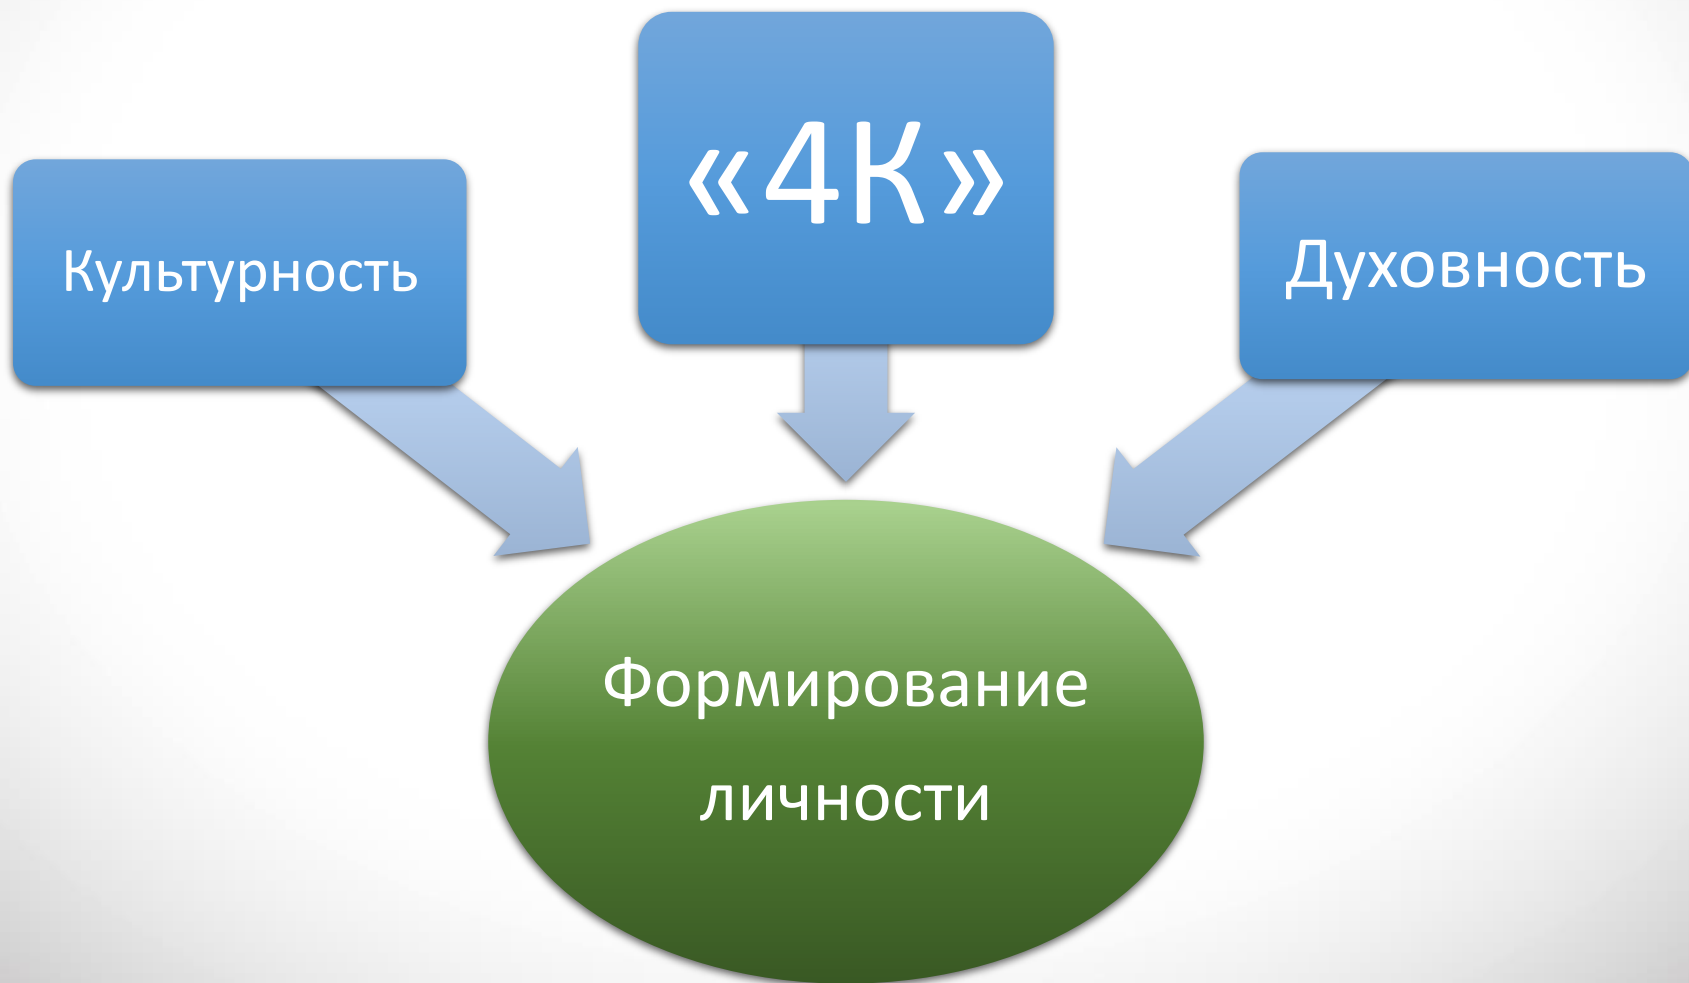 «4К»
Культурность
Духовность
Формирование
личности